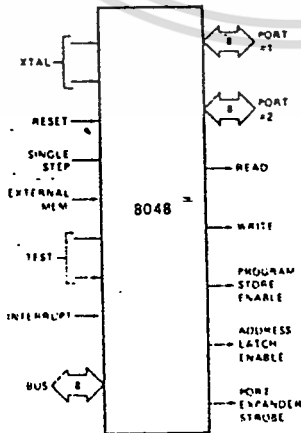 XTAL
RESET
SINGLE
STEP
EXTERNAL
MEM
TEST
INTERRUPT
BUS
8
8048
8
PORT
#1
8
PORT
#2
READ
WRITE
PROGRAM
STORE
ENABLE
ADDRESS
LATCH
ENABLE
PORT
EXPANDER
STROBE